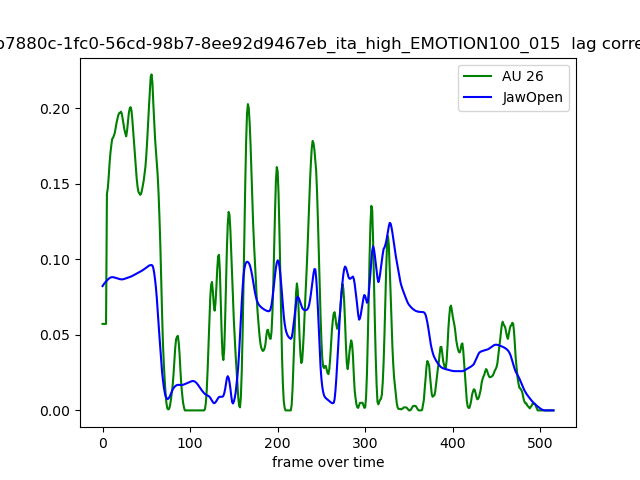 b7880c-1fc0-56cd-98b7-8ee92d9467eb_ita_high_EMOTION100_015  lag corre
AU 26
JawOpen
0.20
0.15
0.10
0.05
0.00
0 100 200 300 400 500
frame over time